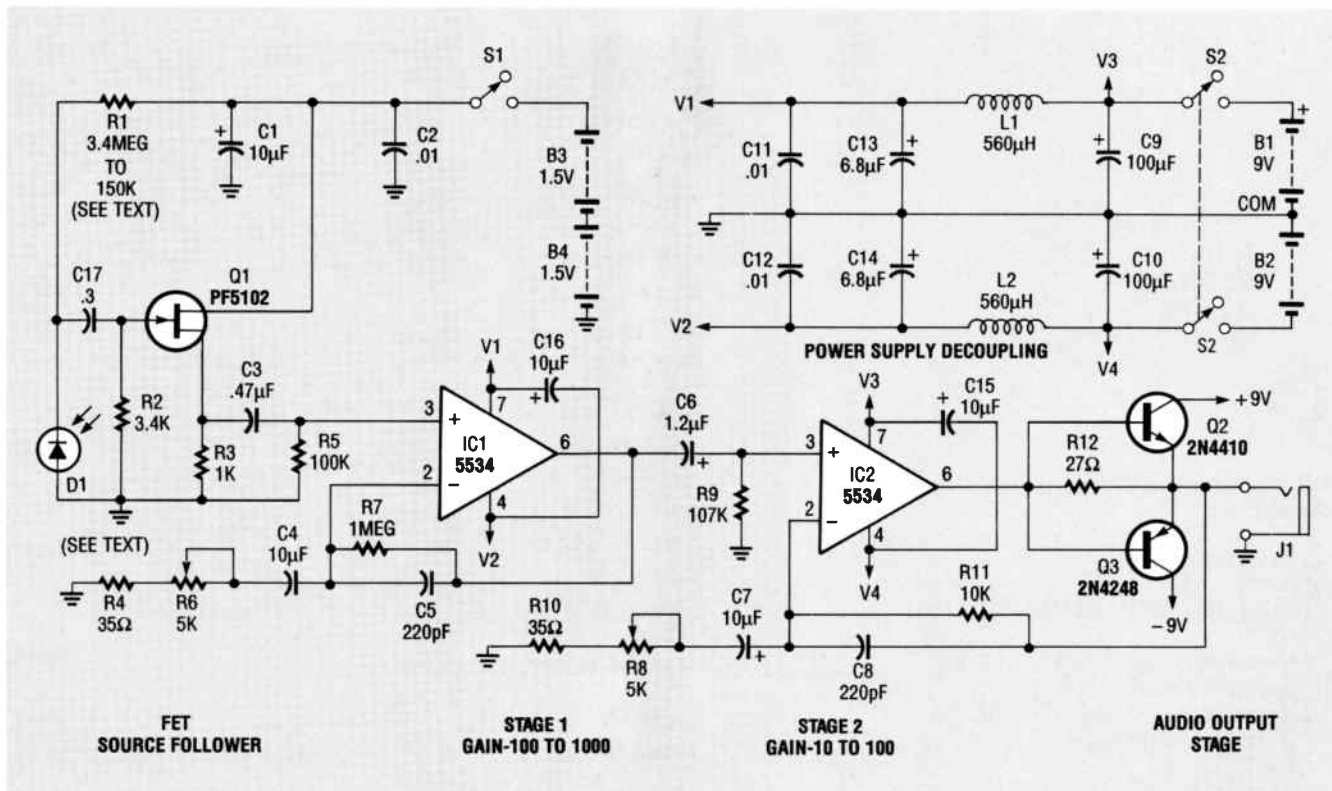 S1
R1
3.4MEG
TO
150K
(SEE TEXT)
C1
10µF
C2
.01
B3
1.5V
B4
1.5V
C17
.3
Q1
PF5102
R2
3.4K
C3
.47µF
R3
1K
R5
100K
D1
(SEE TEXT)
R4
35Ω
R6
5K
C4
10µF
R7
1MEG
C5
220pF
V1
C16
10µF
+
3
+
7
IC1
5534
6
2
–
4
V2
FET
SOURCE FOLLOWER
STAGE 1
GAIN-100 TO 1000
V1
C11
.01
C13
6.8µF
+
L1
560µH
V3
+
C9
100µF
S2
+
B1
9V
COM
C12
.01
C14
6.8µF
+
L2
560µH
+
C10
100µF
B2
9V
V2
V4
S2
POWER SUPPLY DECOUPLING
C6
1.2µF
+
R9
107K
V3
+
C15
10µF
3
+
7
IC2
5534
6
2
–
4
V4
R10
35Ω
R8
5K
C7
10µF
+
R11
10K
C8
220pF
R12
27Ω
+9V
Q2
2N4410
Q3
2N4248
–9V
J1
STAGE 2
GAIN-10 TO 100
AUDIO OUTPUT
STAGE